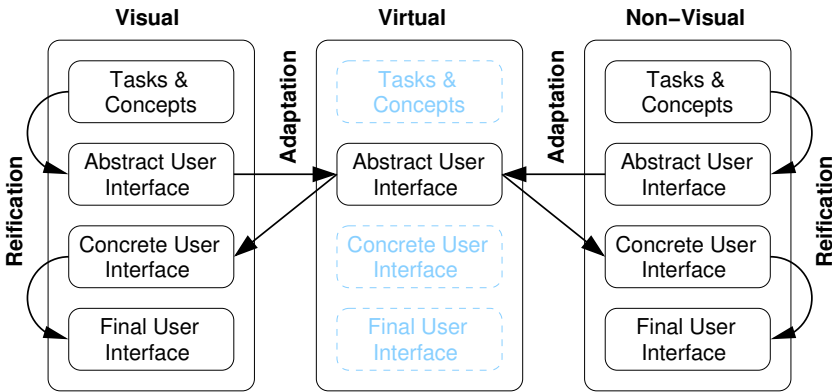 Visual
Virtual
Non−Visual
Reification
Tasks &
Concepts
Abstract User
Interface
Concrete User
Interface
Final User
Interface
Adaptation
Tasks &
Concepts
Abstract User
Interface
Concrete User
Interface
Final User
Interface
Adaptation
Tasks &
Concepts
Abstract User
Interface
Concrete User
Interface
Final User
Interface
Reification